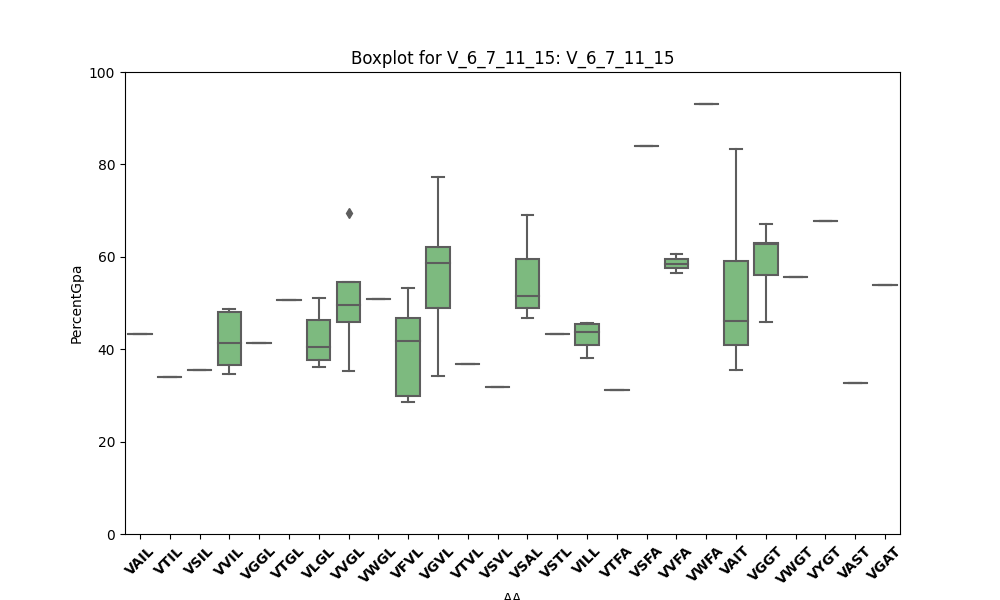 Boxplot for V_6_7_11_15: V_6_7_11_15
100
80
60
40
20
0
PercentGpa
VAIL VTIL VSIL VVIL VGGL VTGL VLGL VVGL VWGL VFVL VGVL VTVL VSVL VSAL VSTL VILL VTFA VSFA VVFA VWFA VAIT VGGT VWGT VYGT VAST VGAT
AA